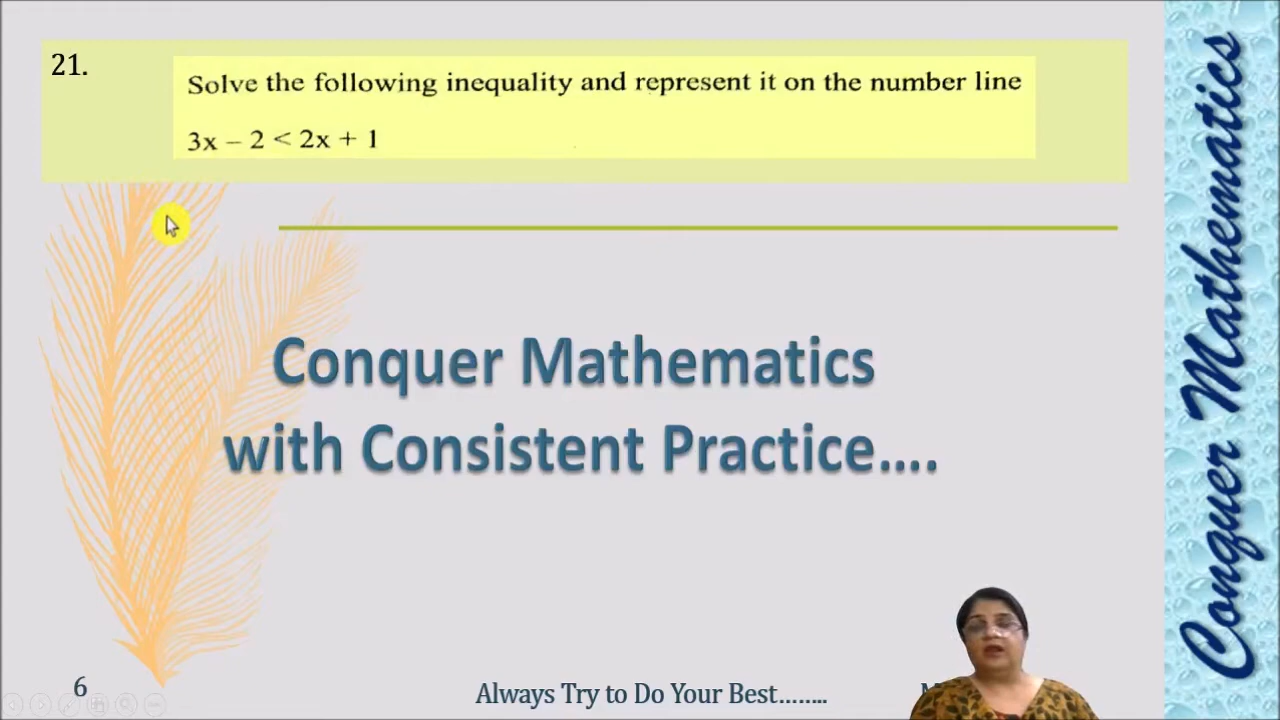 21.
Solve the following inequality and represent it on the number line
3x – 2 < 2x + 1
Conquer Mathematics
with Consistent Practice....
Conquer Mathematics
6
Always Try to Do Your Best........